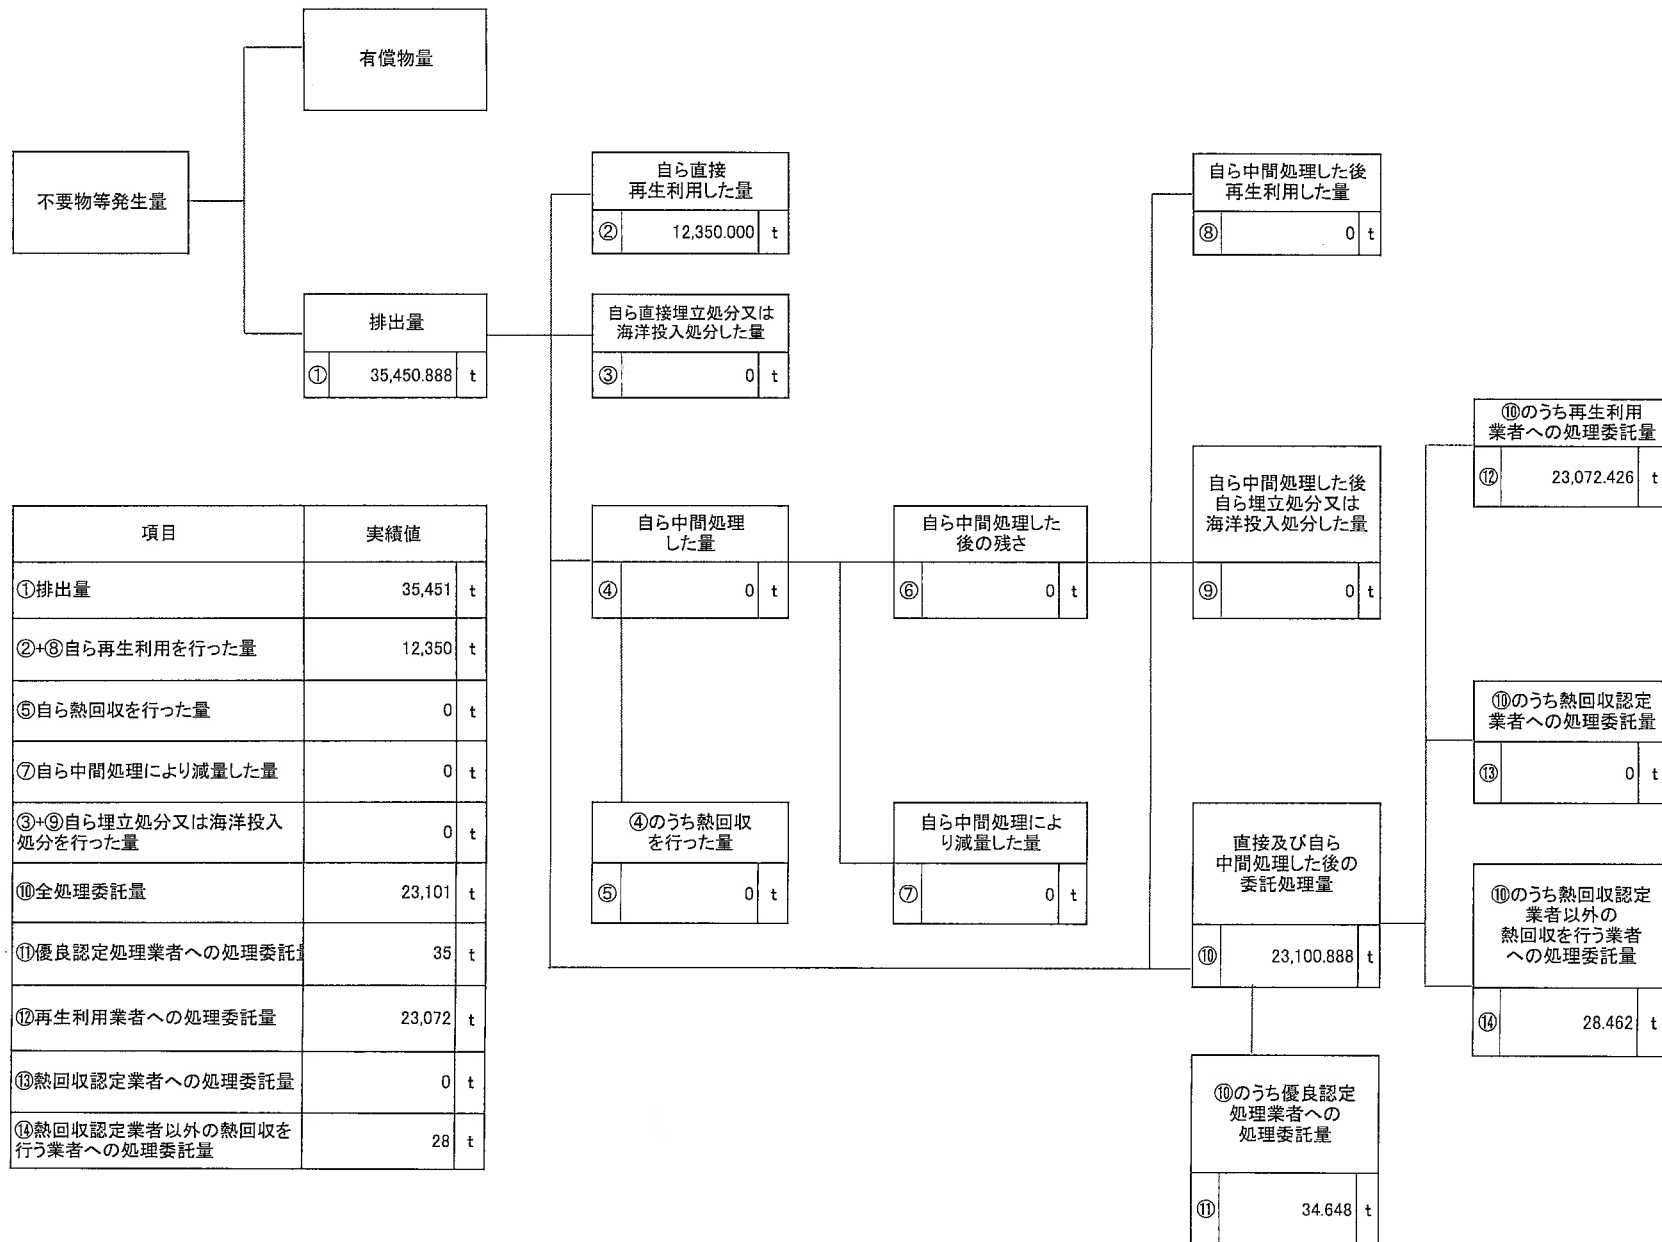 有償物量
不要物等発生量
排出量
① 35,450.888 t
自ら直接
再生利用した量
② 12,350.000 t
自ら直接埋立処分又は
海洋投入処分した量
③ 0 t
自ら中間処理
した量
④ 0 t
④のうち熱回収
を行った量
⑤ 0 t
自ら中間処理した
後の残さ
⑥ 0 t
自ら中間処理によ
り減量した量
⑦ 0 t
自ら中間処理した後
再生利用した量
⑧ 0 t
自ら中間処理した後
自ら埋立処分又は
海洋投入処分した量
⑨ 0 t
直接及び自ら
中間処理した後の
委託処理量
⑩ 23,100.888 t
⑩のうち優良認定
処理業者への
処理委託量
⑪ 34.648 t
⑩のうち再生利用
業者への処理委託量
⑫ 23,072.426 t
⑩のうち熱回収認定
業者への処理委託量
⑬ 0 t
⑩のうち熱回収認定
業者以外の
熱回収を行う業者
への処理委託量
⑭ 28.462 t
項目 実績値
①排出量 35,451 t
②+⑧自ら再生利用を行った量 12,350 t
⑤自ら熱回収を行った量 0 t
⑦自ら中間処理により減量した量 0 t
③+⑨自ら埋立処分又は海洋投入
処分を行った量 0 t
⑩全処理委託量 23,101 t
⑪優良認定処理業者への処理委託 35 t
⑫再生利用業者への処理委託量 23,072 t
⑬熱回収認定業者への処理委託量 0 t
⑭熱回収認定業者以外の熱回収を
行う業者への処理委託量 28 t